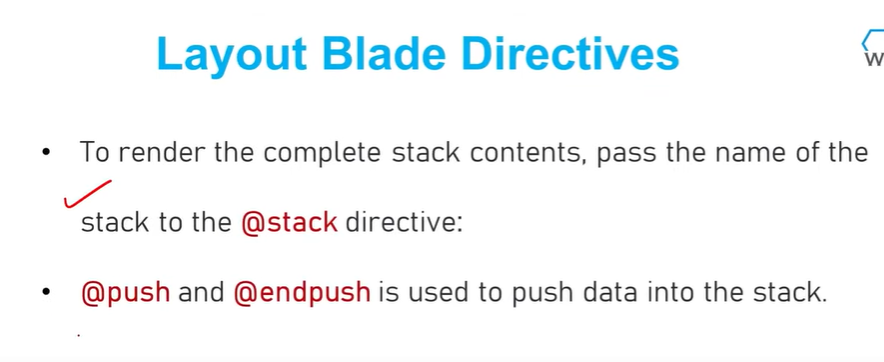 Layout Blade Directives
W
• To render the complete stack contents, pass the name of the
stack to the @stack directive:
• @push and @endpush is used to push data into the stack.